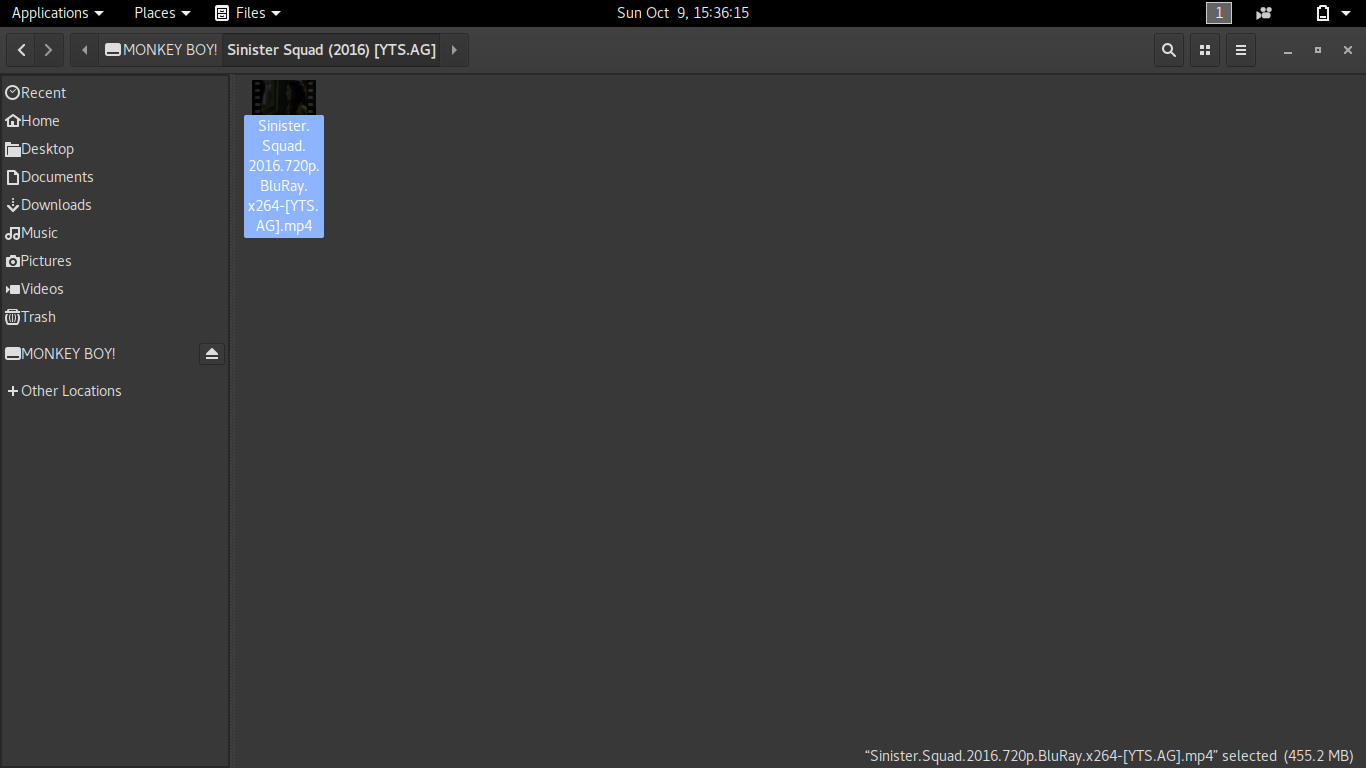 Applications Places Files Sun Oct  9, 15:36:15 1
MONKEY BOY! Sinister Squad (2016) [YTS.AG]
Recent
Home
Desktop
Documents
Downloads
Music
Pictures
Videos
Trash
MONKEY BOY!
Other Locations
Sinister.
Squad.
2016.720p.
BluRay.
x264-[YTS.
AG].mp4
“Sinister.Squad.2016.720p.BluRay.x264-[YTS.AG].mp4” selected (455.2 MB)